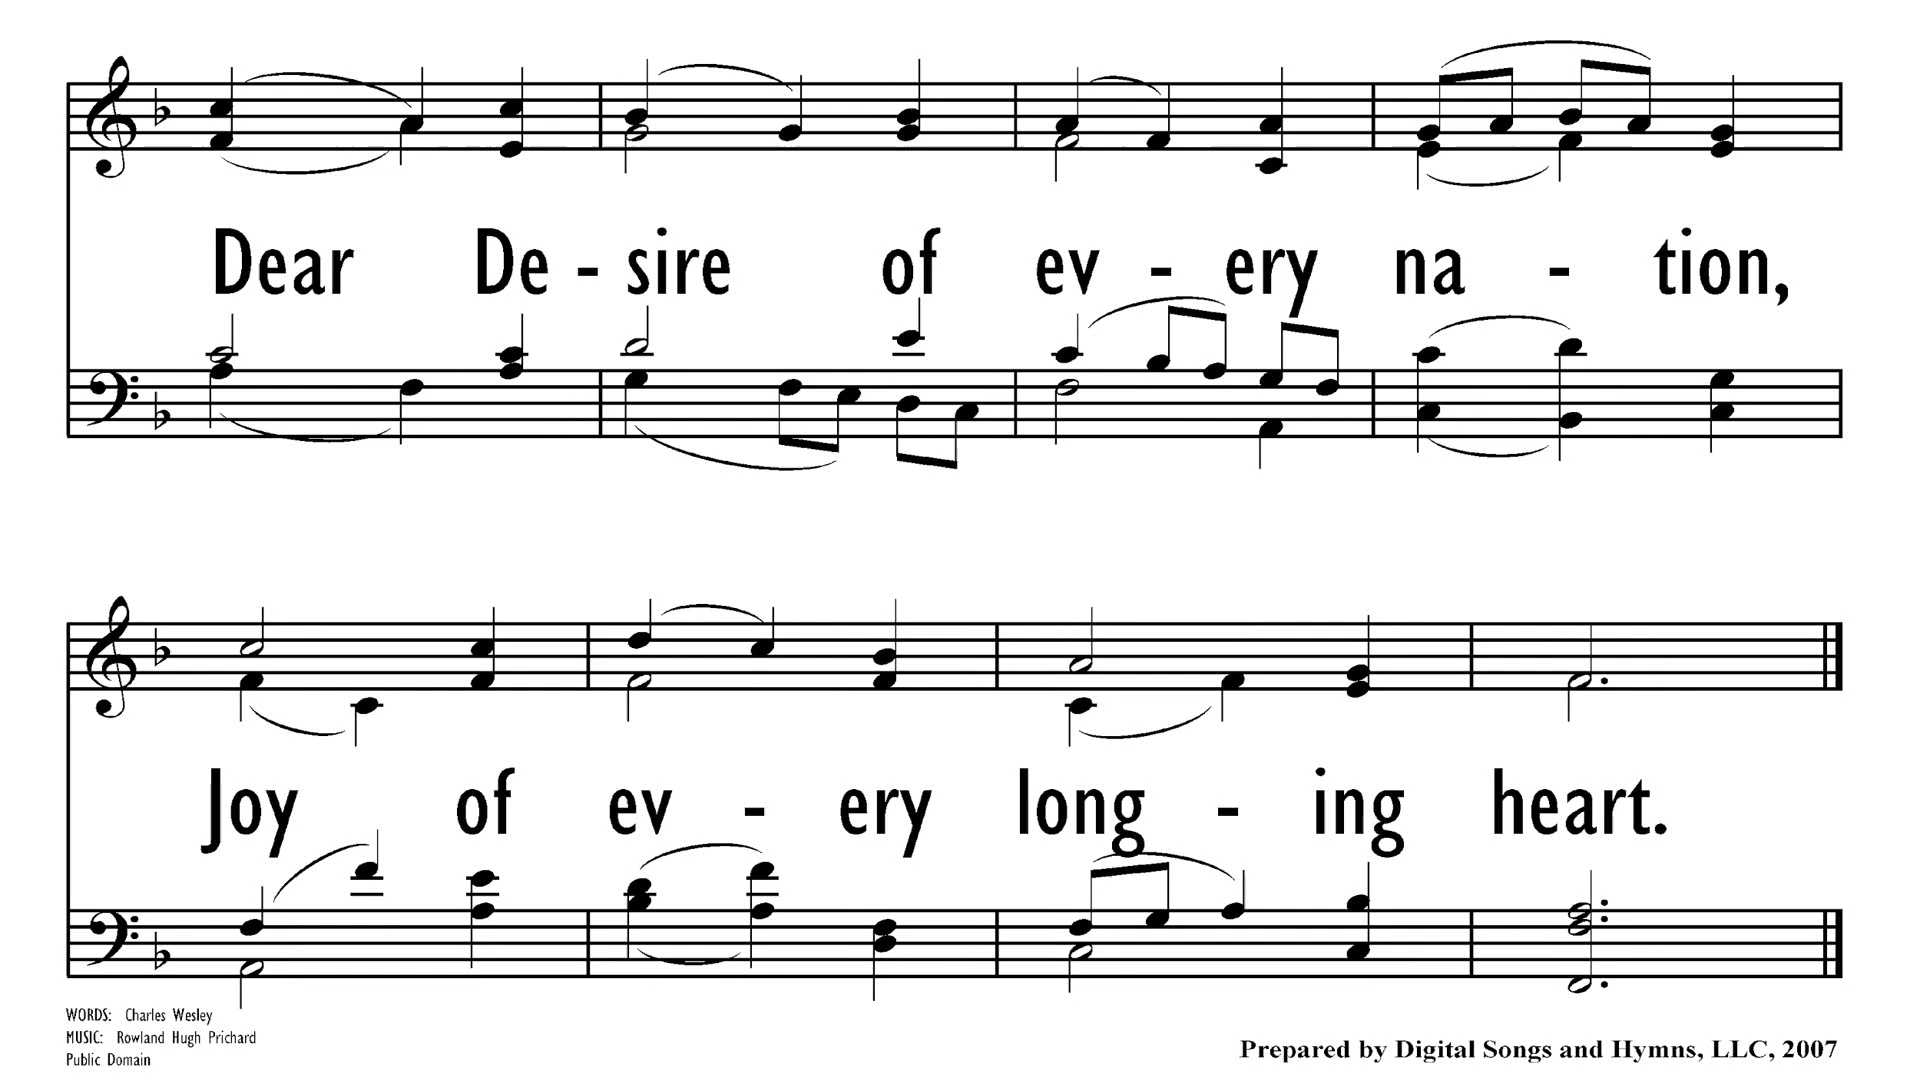 Dear De - sire of ev - ery na - tion,
Joy of ev - ery long - ing heart.
WORDS: Charles Wesley
MUSIC: Rowland Hugh Prichard
Public Domain
Prepared by Digital Songs and Hymns, LLC, 2007